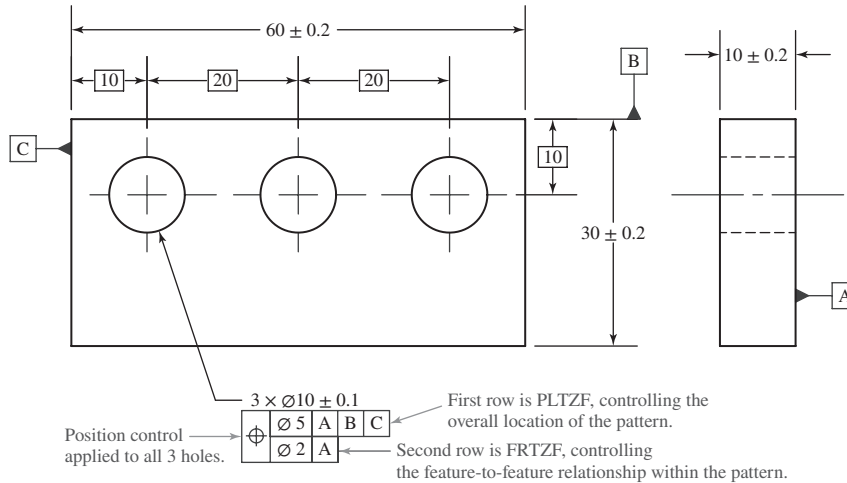 60 ± 0.2
10 20 20
10 ± 0.2
B
C
10
30 ± 0.2
A
3 × ⌀10 ± 0.1
⌖ ⌀ 5 A B C
⌀ 2 A
First row is PLTZF, controlling the
overall location of the pattern.
Position control
applied to all 3 holes.
Second row is FRTZF, controlling
the feature-to-feature relationship within the pattern.